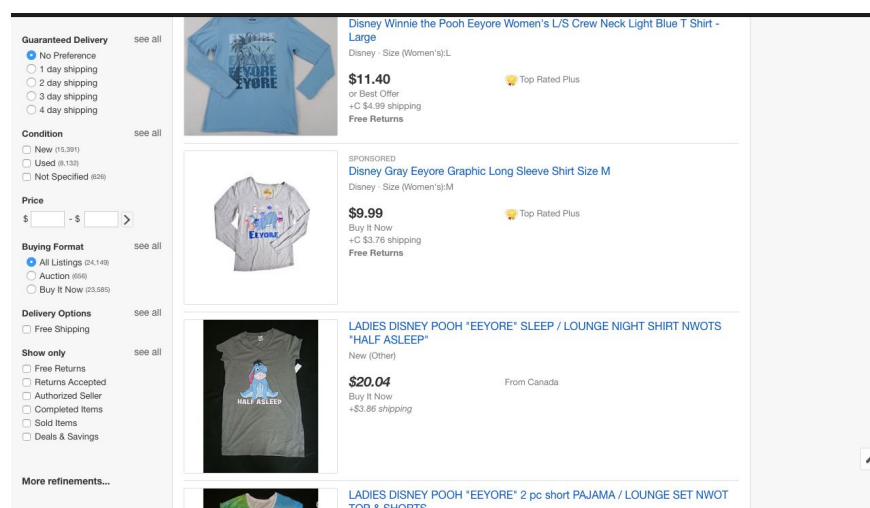 Guaranteed Delivery see all
No Preference
1 day shipping
2 day shipping
3 day shipping
4 day shipping
Condition see all
New (15,391)
Used (8,132)
Not Specified (626)
Price
$ - $
Buying Format see all
All Listings (24,149)
Auction (656)
Buy It Now (23,585)
Delivery Options see all
Free Shipping
Show only see all
Free Returns
Returns Accepted
Authorized Seller
Completed Items
Sold Items
Deals & Savings
More refinements...
EEYORE
EEYORE
EEYORE
EEYORE
Disney Winnie the Pooh Eeyore Women's L/S Crew Neck Light Blue T Shirt -
Large
Disney · Size (Women's):L
$11.40 Top Rated Plus
or Best Offer
+C $4.99 shipping
Free Returns
EEYORE
SPONSORED
Disney Gray Eeyore Graphic Long Sleeve Shirt Size M
Disney · Size (Women's):M
$9.99 Top Rated Plus
Buy It Now
+C $3.76 shipping
Free Returns
HALF ASLEEP
LADIES DISNEY POOH "EEYORE" SLEEP / LOUNGE NIGHT SHIRT NWOTS
"HALF ASLEEP"
New (Other)
$20.04 From Canada
Buy It Now
+$3.86 shipping
LADIES DISNEY POOH "EEYORE" 2 pc short PAJAMA / LOUNGE SET NWOT
TOP & SHORTS